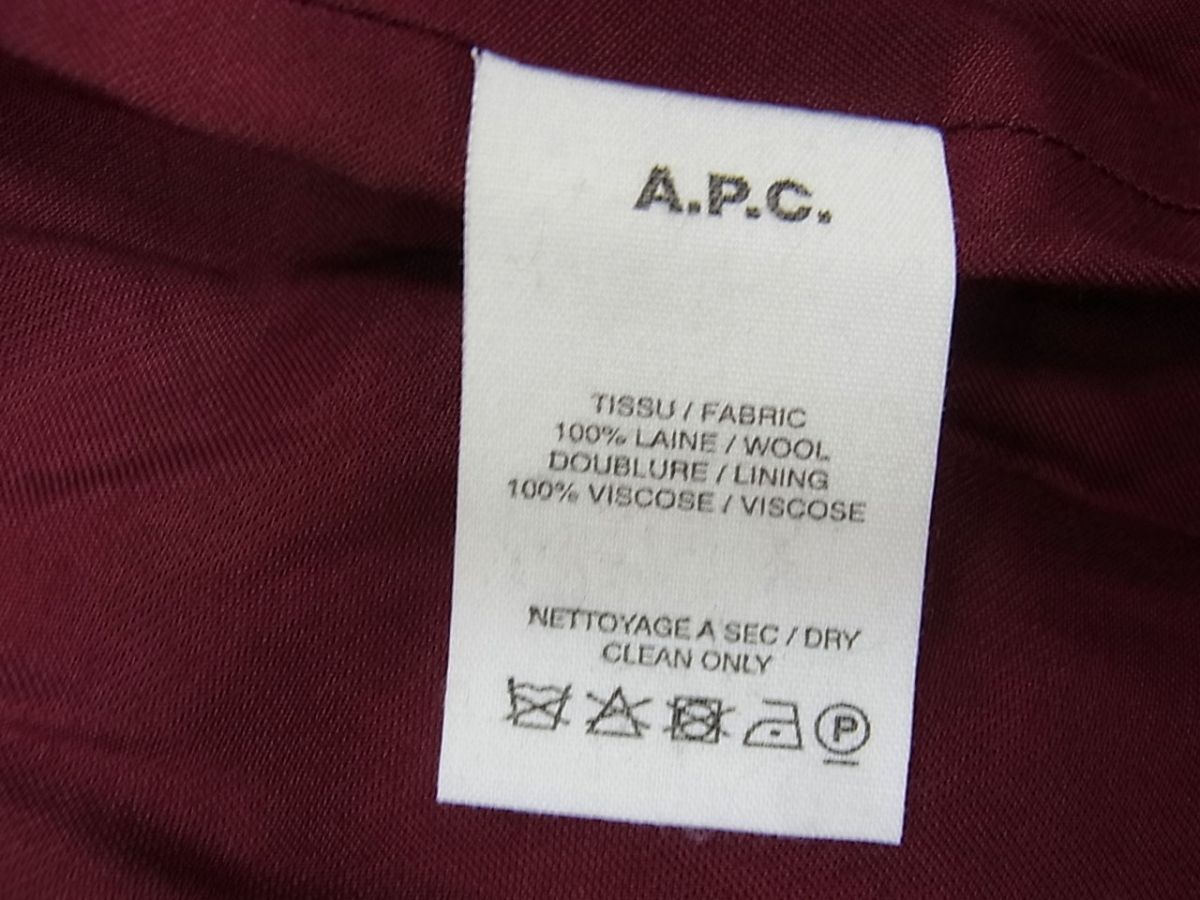 A.P.C.
TISSU / FABRIC
100% LAINE / WOOL
DOUBLURE / LINING
100% VISCOSE / VISCOSE
NETTOYAGE A SEC / DRY
CLEAN ONLY
P